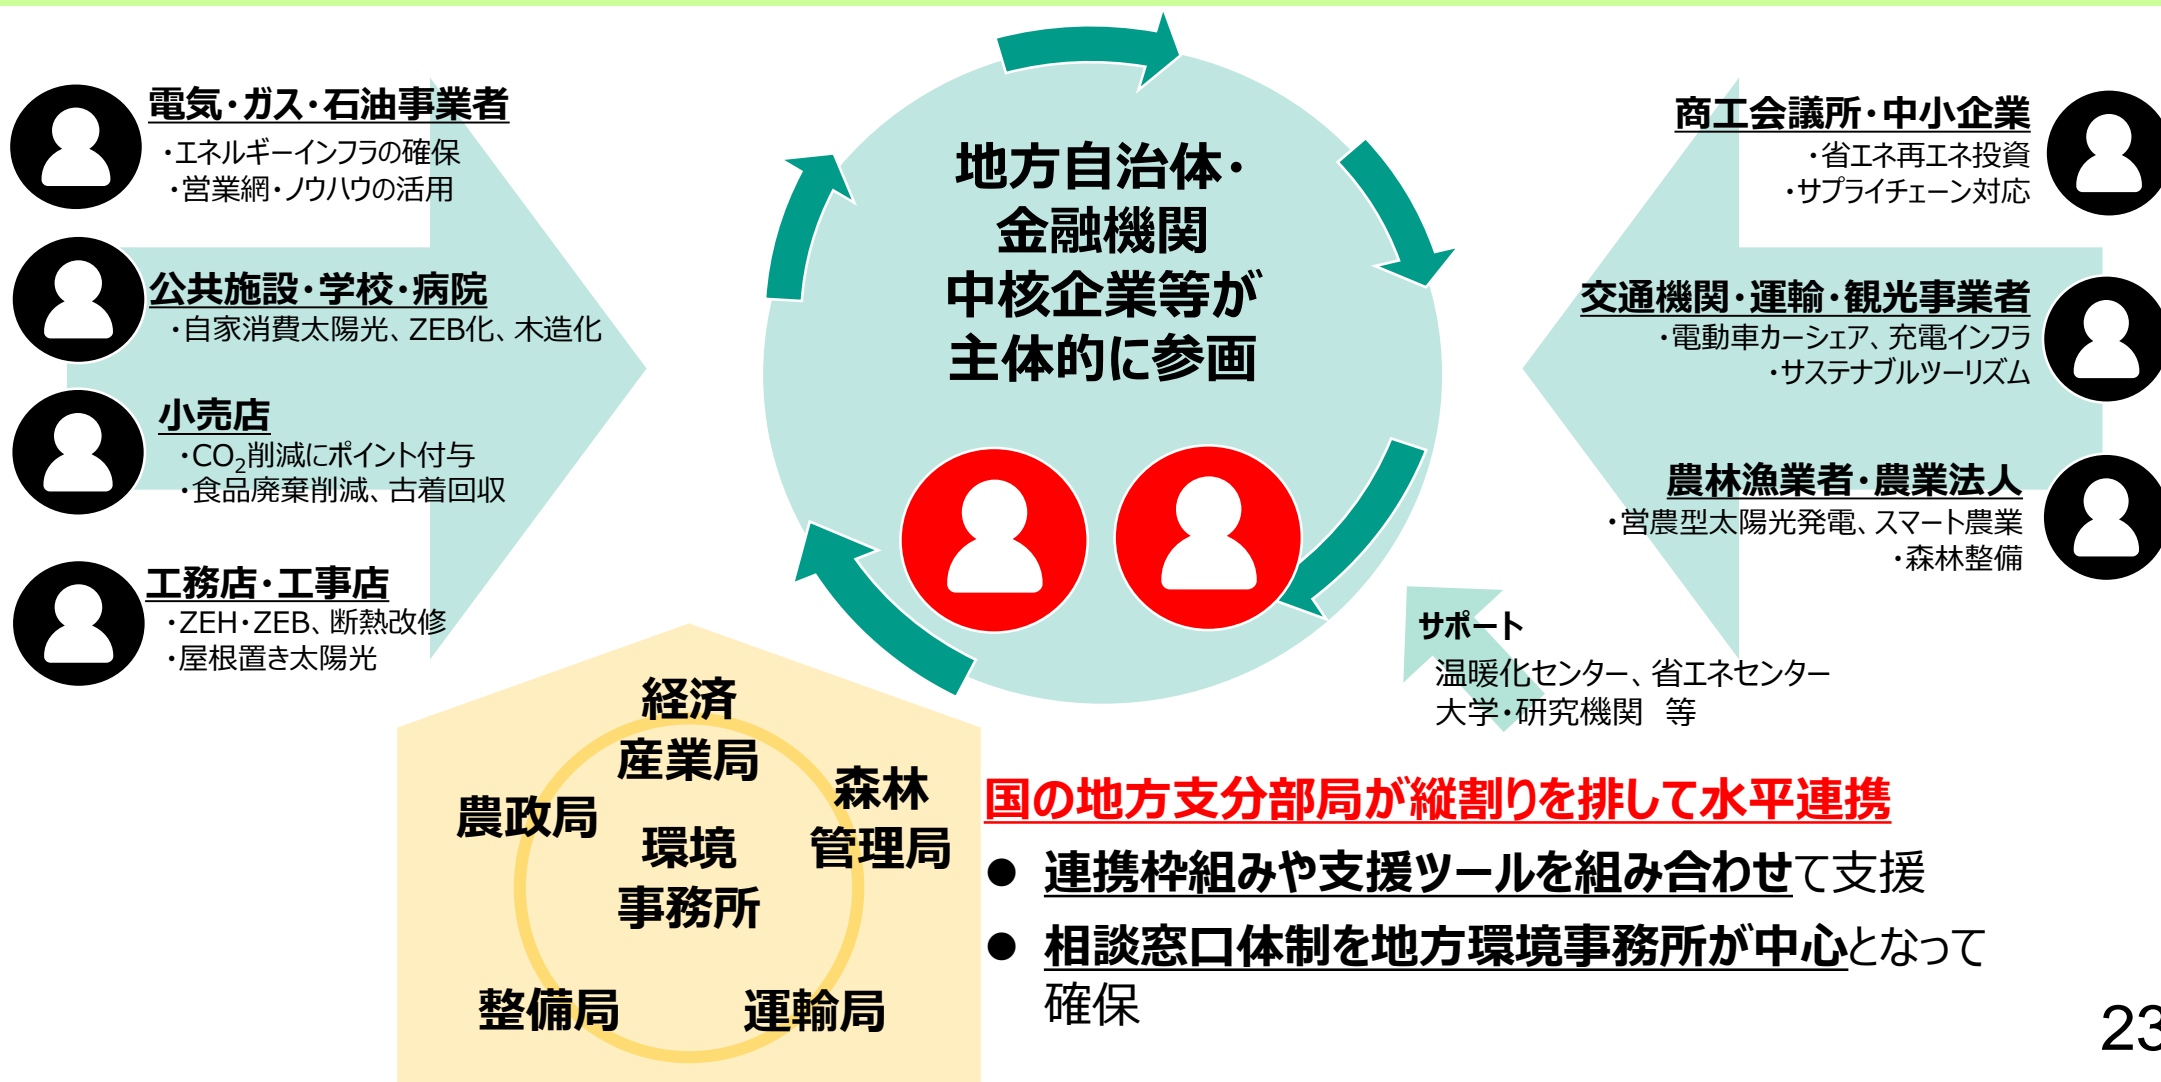 電気・ガス・石油事業者
・エネルギーインフラの確保
・営業網・ノウハウの活用
公共施設・学校・病院
・自家消費太陽光、ZEB化、木造化
小売店
・CO2削減にポイント付与
・食品廃棄削減、古着回収
工務店・工事店
・ZEH・ZEB、断熱改修
・屋根置き太陽光
地方自治体・
金融機関
中核企業等が
主体的に参画
商工会議所・中小企業
・省エネ再エネ投資
・サプライチェーン対応
交通機関・運輸・観光事業者
・電動車カーシェア、充電インフラ
・サステナブルツーリズム
農林漁業者・農業法人
・営農型太陽光発電、スマート農業
・森林整備
サポート
温暖化センター、省エネセンター
大学・研究機関 等
経済
産業局
農政局
森林
管理局
環境
事務所
整備局
運輸局
国の地方支分部局が縦割りを排して水平連携
● 連携枠組みや支援ツールを組み合わせて支援
● 相談窓口体制を地方環境事務所が中心となって
確保
23